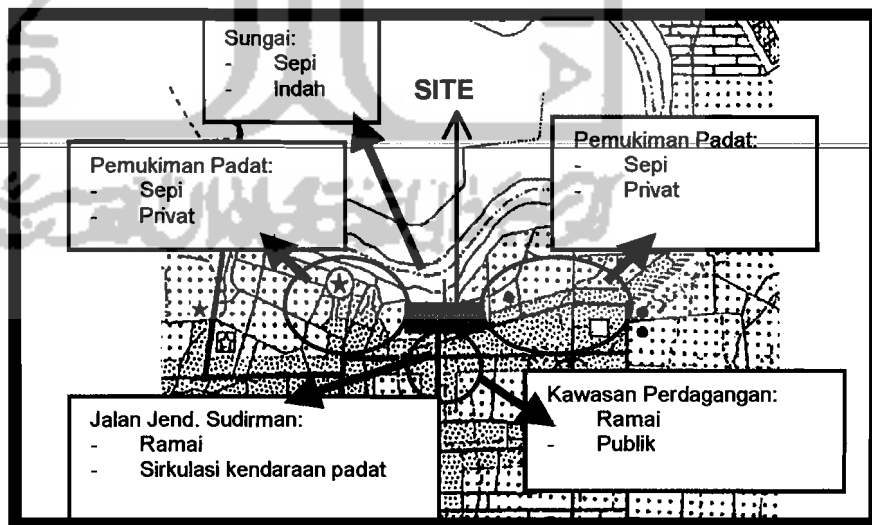 Sungai:
- Sepi
- Indah
SITE
Pemukiman Padat:
- Sepi
- Privat
Pemukiman Padat:
- Sepi
- Privat
Jalan Jend. Sudirman:
- Ramai
- Sirkulasi kendaraan padat
Kawasan Perdagangan:
Ramai
- Publik